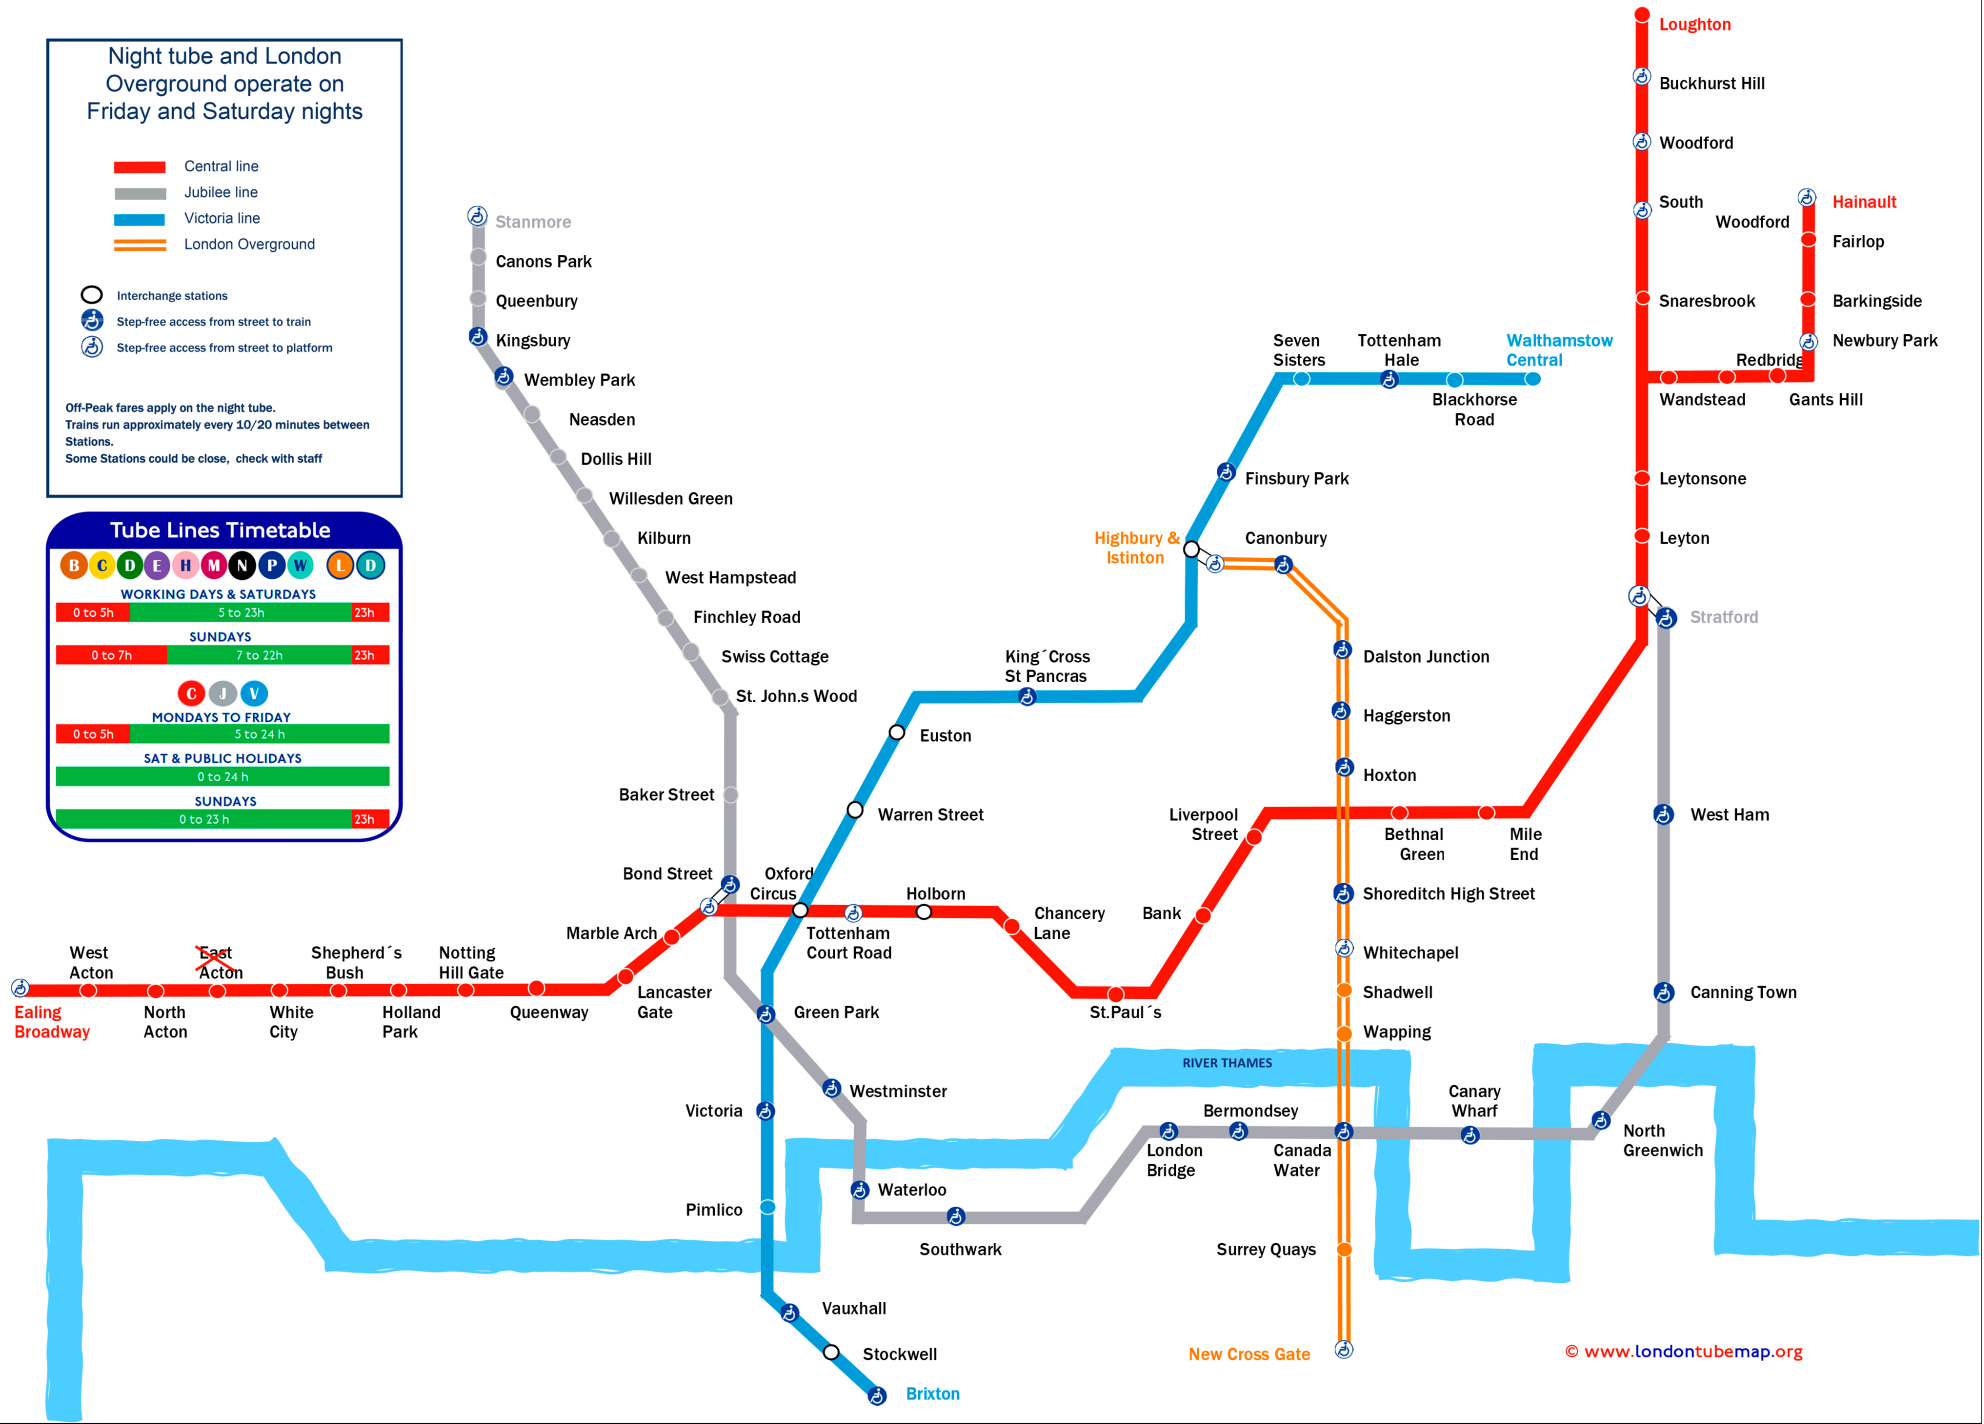 Night tube and London
Overground operate on
Friday and Saturday nights
Central line
Jubilee line
Victoria line
London Overground
Interchange stations
Step-free access from street to train
Step-free access from street to platform
Off-Peak fares apply on the night tube.
Trains run approximately every 10/20 minutes between
Stations.
Some Stations could be close, check with staff
Tube Lines Timetable
B C D E H M N P W L D
WORKING DAYS & SATURDAYS
0 to 5h 5 to 23h 23h
SUNDAYS
0 to 7h 7 to 22h 23h
C J V
MONDAYS TO FRIDAY
0 to 5h 5 to 24 h
SAT & PUBLIC HOLIDAYS
0 to 24 h
SUNDAYS
0 to 23 h 23h
Stanmore
Canons Park
Queenbury
Kingsbury
Wembley Park
Neasden
Dollis Hill
Willesden Green
Kilburn
West Hampstead
Finchley Road
Swiss Cottage
St. John.s Wood
Baker Street
Bond Street
Green Park
Westminster
Waterloo
Southwark
London
Bridge
Bermondsey
Canada
Water
Canary
Wharf
North
Greenwich
Canning Town
West Ham
Stratford
Walthamstow
Central
Blackhorse
Road
Tottenham
Hale
Seven
Sisters
Finsbury Park
Highbury &
Istinton
King´Cross
St Pancras
Euston
Warren Street
Oxford
Circus
Victoria
Pimlico
Vauxhall
Stockwell
Brixton
Canonbury
Dalston Junction
Haggerston
Hoxton
Shoreditch High Street
Whitechapel
Shadwell
Wapping
Surrey Quays
New Cross Gate
Loughton
Buckhurst Hill
Woodford
South
Woodford
Snaresbrook
Hainault
Fairlop
Barkingside
Newbury Park
Redbridg
Gants Hill
Wandstead
Leytonsone
Leyton
Mile
End
Bethnal
Green
Liverpool
Street
Bank
St.Paul´s
Chancery
Lane
Holborn
Tottenham
Court Road
Marble Arch
Lancaster
Gate
Queenway
Notting
Hill Gate
Holland
Park
Shepherd´s
Bush
White
City
East
Acton
North
Acton
West
Acton
Ealing
Broadway
RIVER THAMES
© www.londontubemap.org